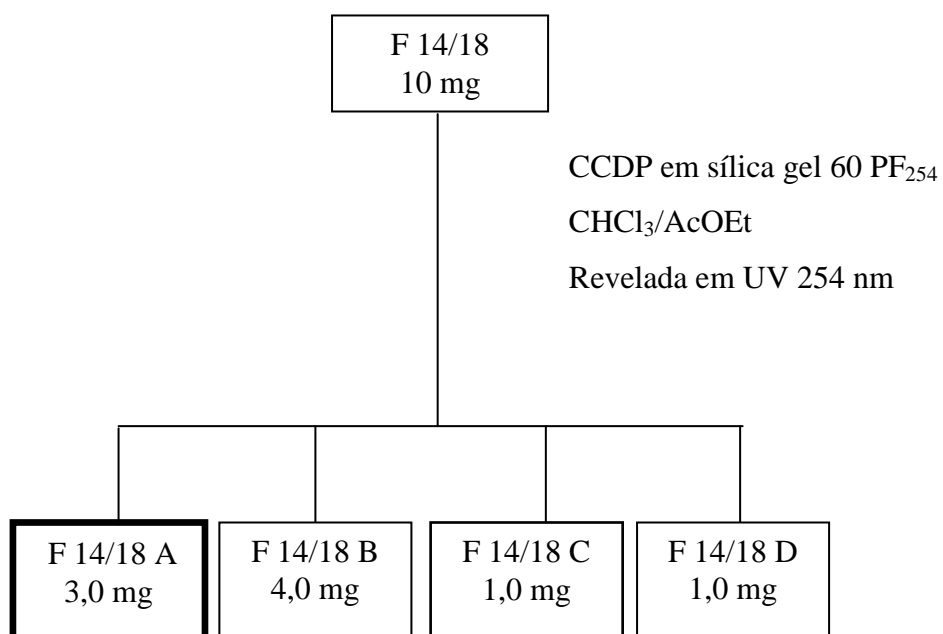 F 14/18
10 mg
CCDP em sílica gel 60 PF₂₅₄
CHCl₃/AcOEt
Revelada em UV 254 nm
F 14/18 A
3,0 mg
F 14/18 B
4,0 mg
F 14/18 C
1,0 mg
F 14/18 D
1,0 mg